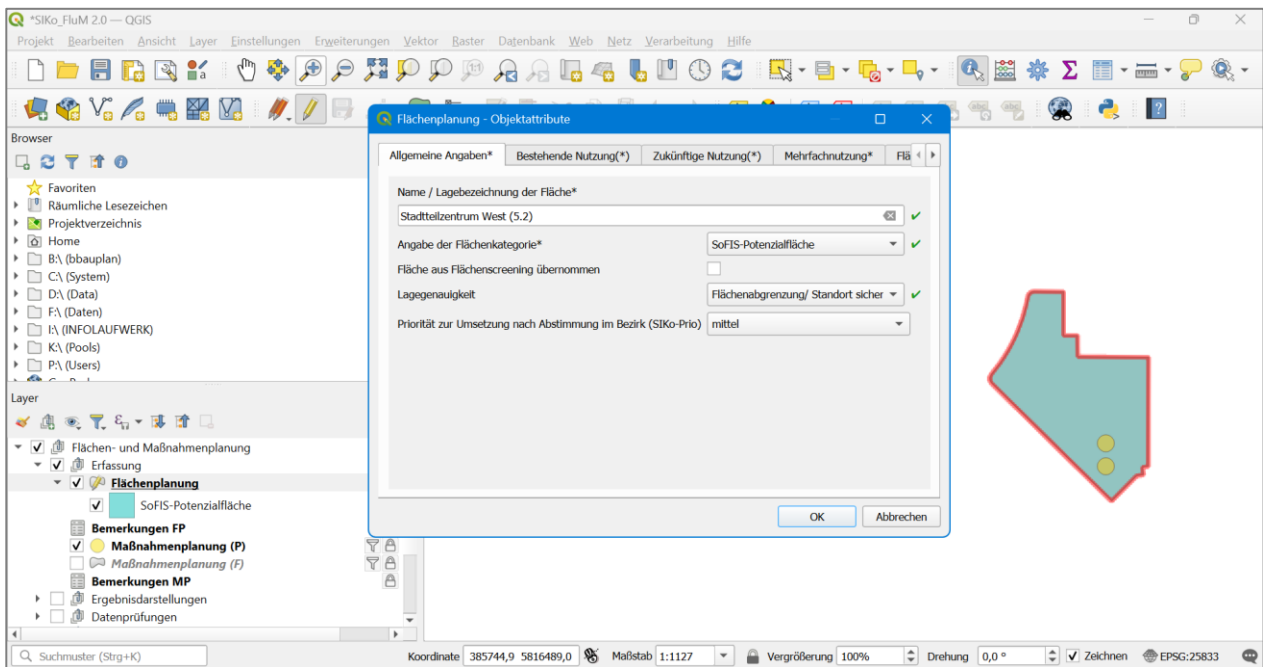 *SIKo_FluM 2.0 — QGIS
Projekt Bearbeiten Ansicht Layer Einstellungen Erweiterungen Vektor Raster Datenbank Web Netz Verarbeitung Hilfe
Browser
Favoriten
Räumliche Lesezeichen
Projektverzeichnis
Home
B:\ (bbauplan)
C:\ (System)
D:\ (Data)
F:\ (Daten)
I:\ (INFOLAUFWERK)
K:\ (Pools)
P:\ (Users)
Layer
Flächen- und Maßnahmenplanung
Erfassung
Flächenplanung
SoFIS-Potenzialfläche
Bemerkungen FP
Maßnahmenplanung (P)
Maßnahmenplanung (F)
Bemerkungen MP
Ergebnisdarstellungen
Datenprüfungen
Flächenplanung - Objektattribute
Allgemeine Angaben* Bestehende Nutzung(*) Zukünftige Nutzung(*) Mehrfachnutzung* Flä
Name / Lagebezeichnung der Fläche*
Stadtteilzentrum West (5.2)
Angabe der Flächenkategorie* SoFIS-Potenzialfläche
Fläche aus Flächenscreening übernommen
Lagegenauigkeit Flächenabgrenzung/ Standort sicher
Priorität zur Umsetzung nach Abstimmung im Bezirk (SIKo-Prio) mittel
OK Abbrechen
Suchmuster (Strg+K) Koordinate 385744,9 5816489,0 Maßstab 1:1127 Vergrößerung 100% Drehung 0,0 ° Zeichnen EPSG:25833